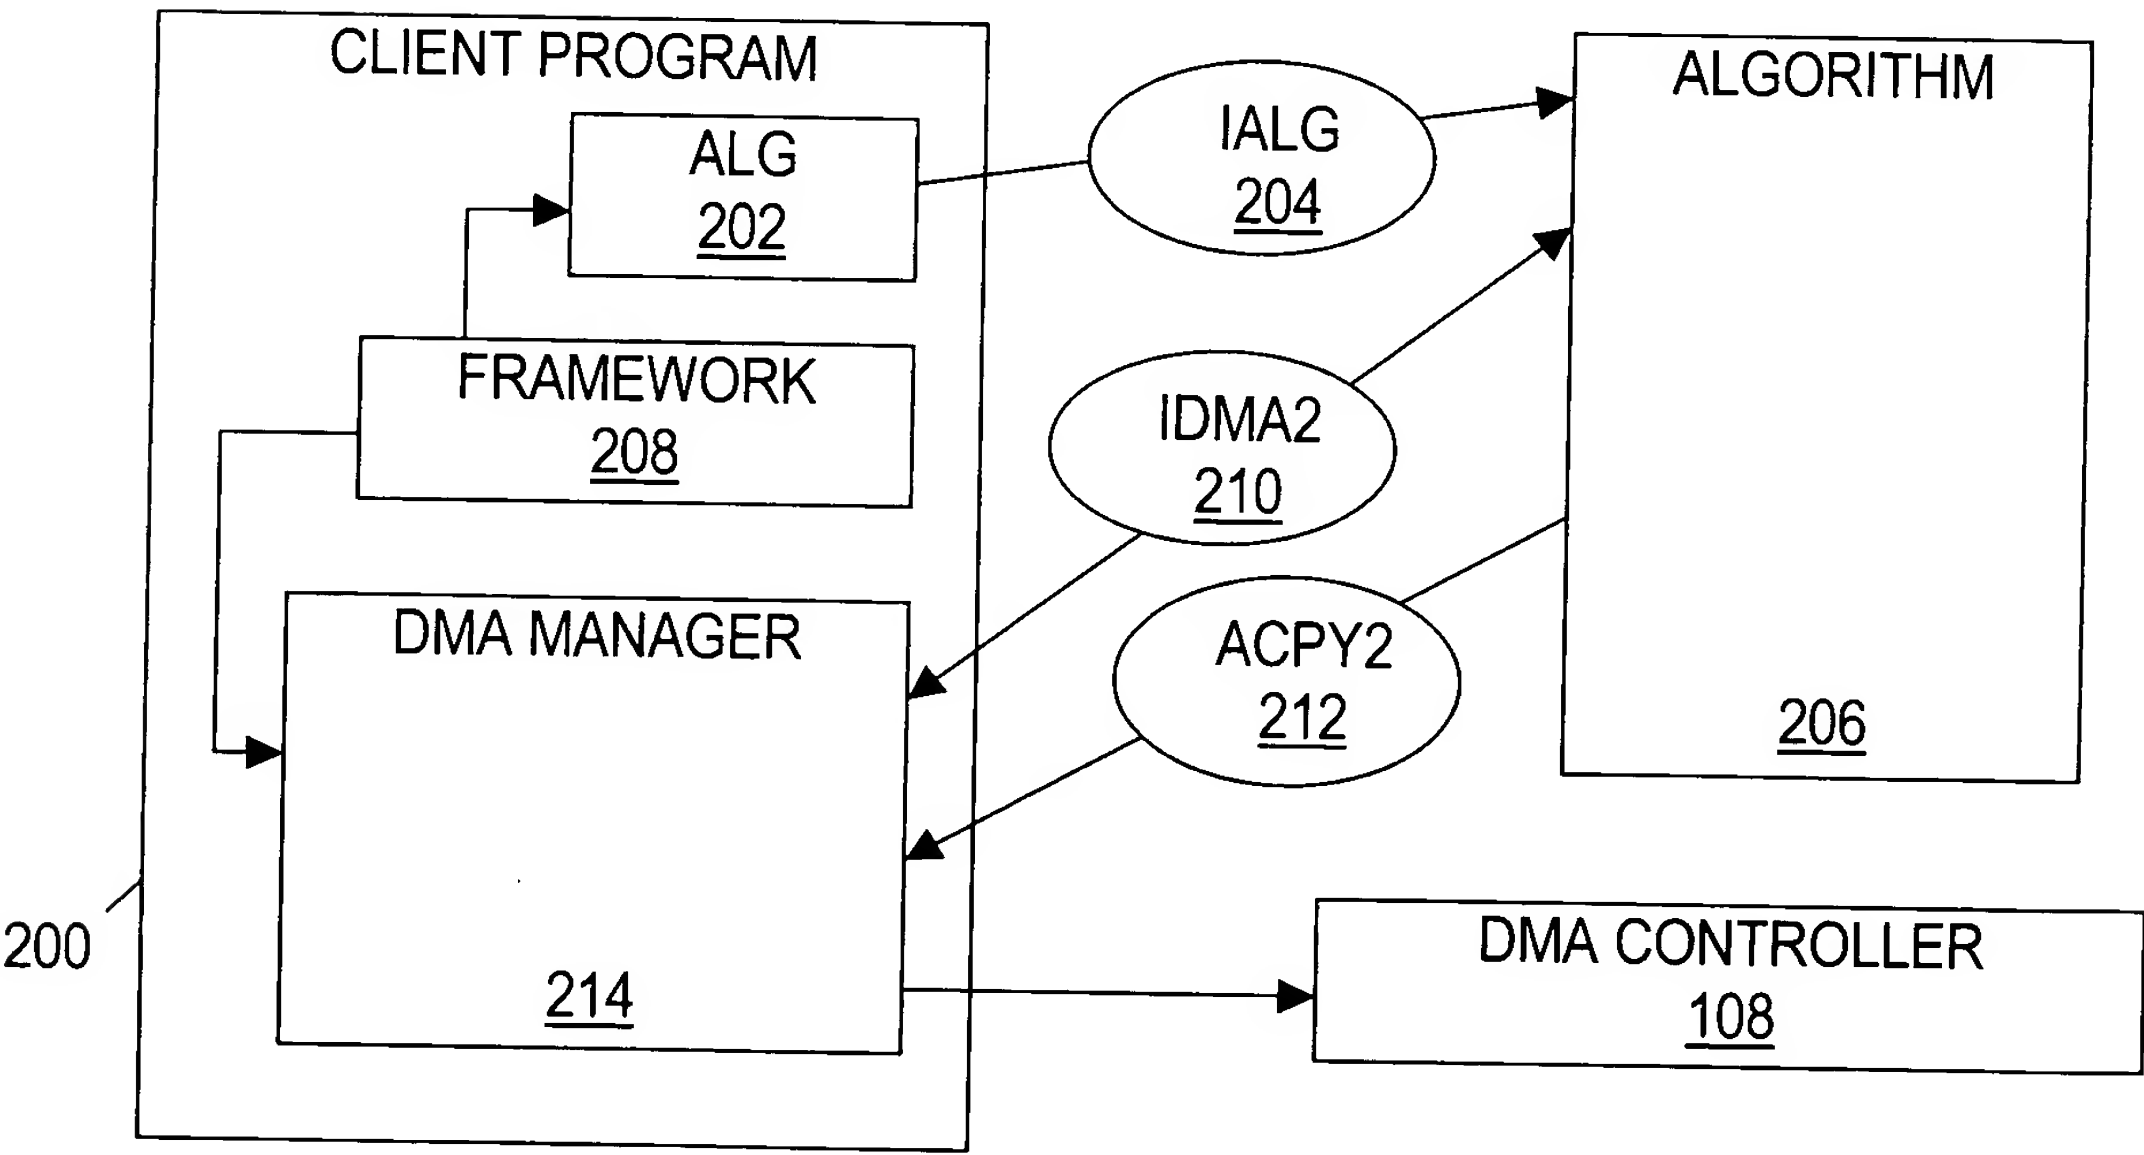 CLIENT PROGRAM
ALG
202
FRAMEWORK
208
DMA MANAGER
214
200
IALG
204
IDMA2
210
ACPY2
212
ALGORITHM
206
DMA CONTROLLER
108